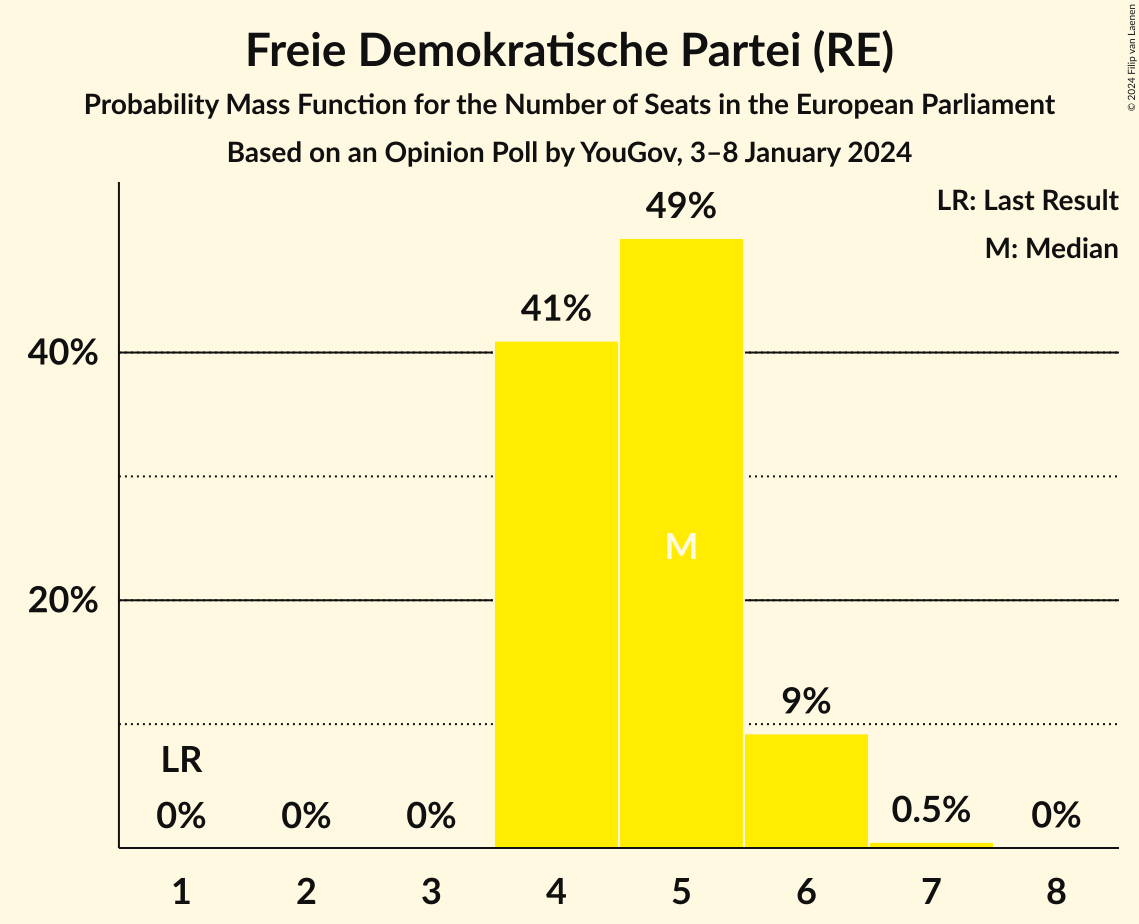 Freie Demokratische Partei (RE)
Probability Mass Function for the Number of Seats in the European Parliament
Based on an Opinion Poll by YouGov, 3–8 January 2024
© 2024 Filip van Laenen
LR: Last Result
M: Median
49%
41%
40%
M
20%
9%
LR
0%
0%
0%
0.5%
0%
1
2
3
4
5
6
7
8